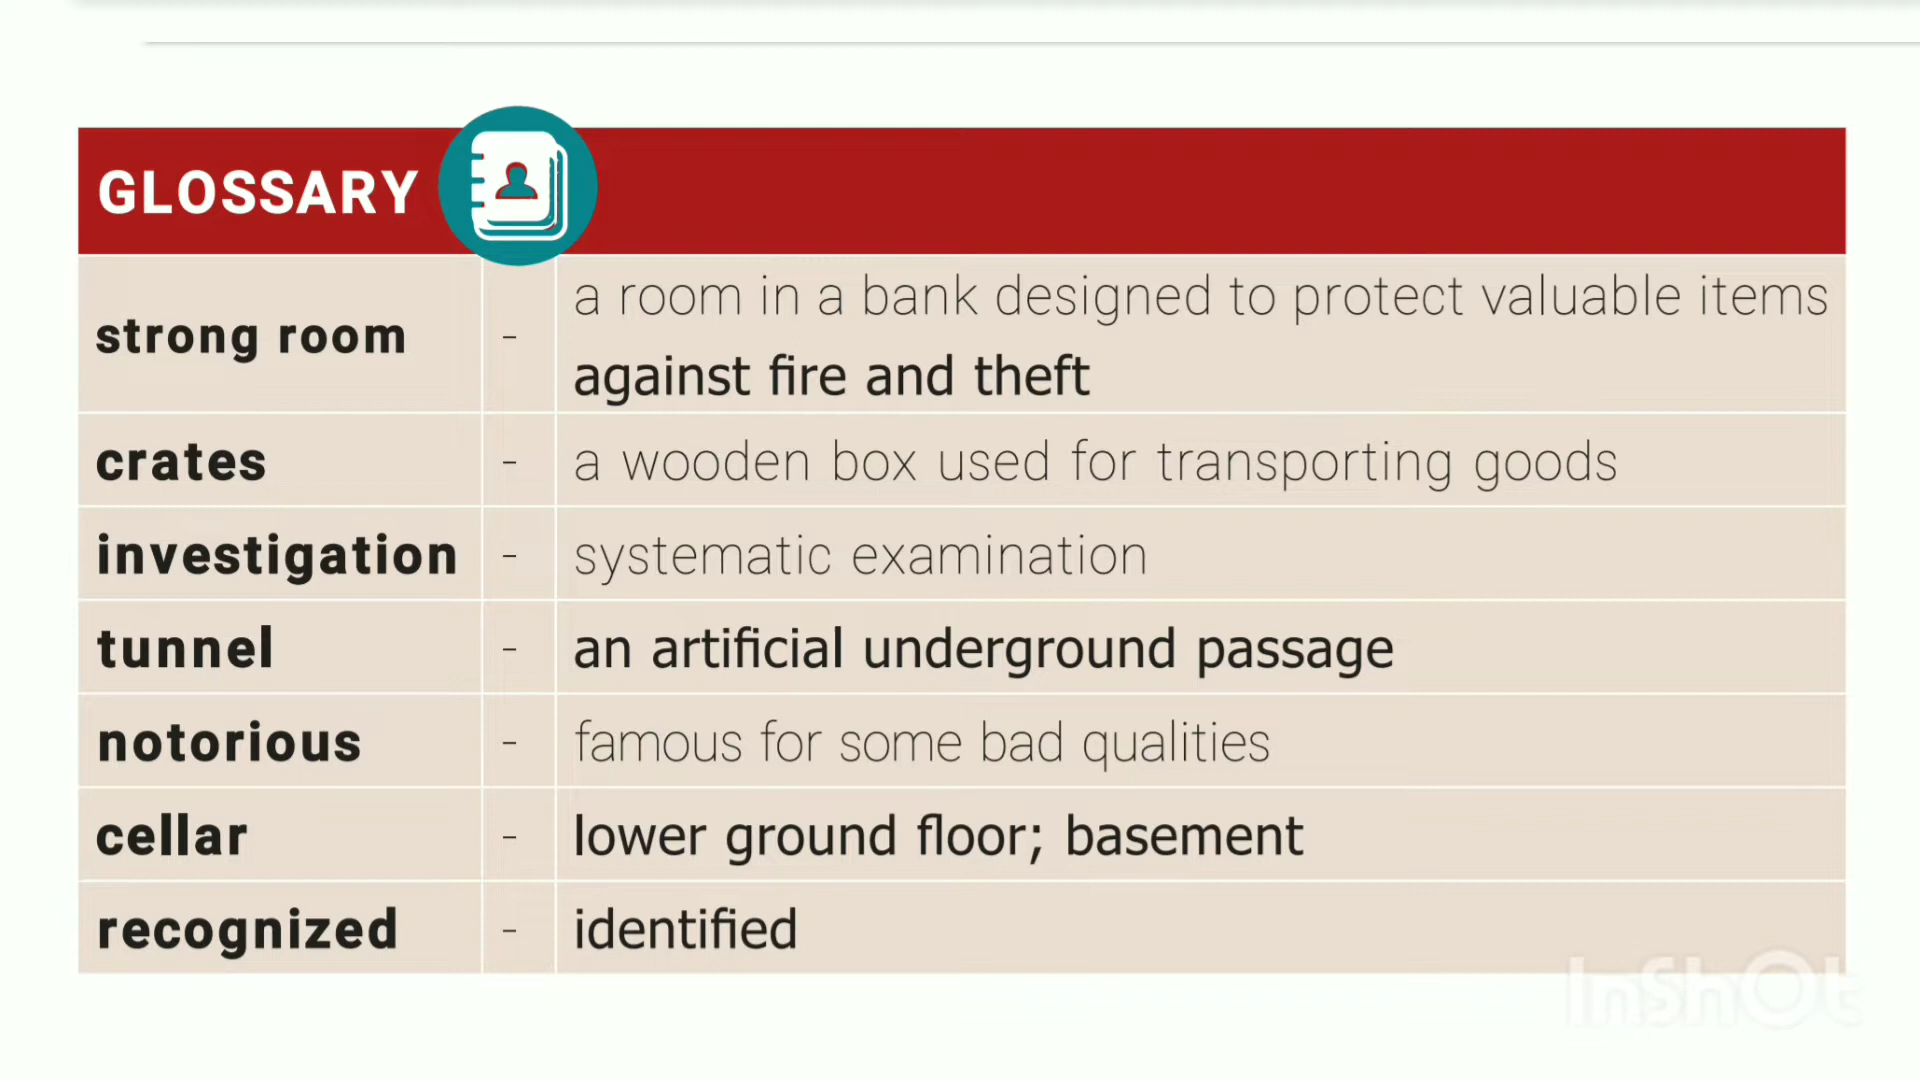 GLOSSARY
strong room - a room in a bank designed to protect valuable items
against fire and theft
crates - a wooden box used for transporting goods
investigation - systematic examination
tunnel - an artificial underground passage
notorious - famous for some bad qualities
cellar - lower ground floor; basement
recognized - identified
InShOt